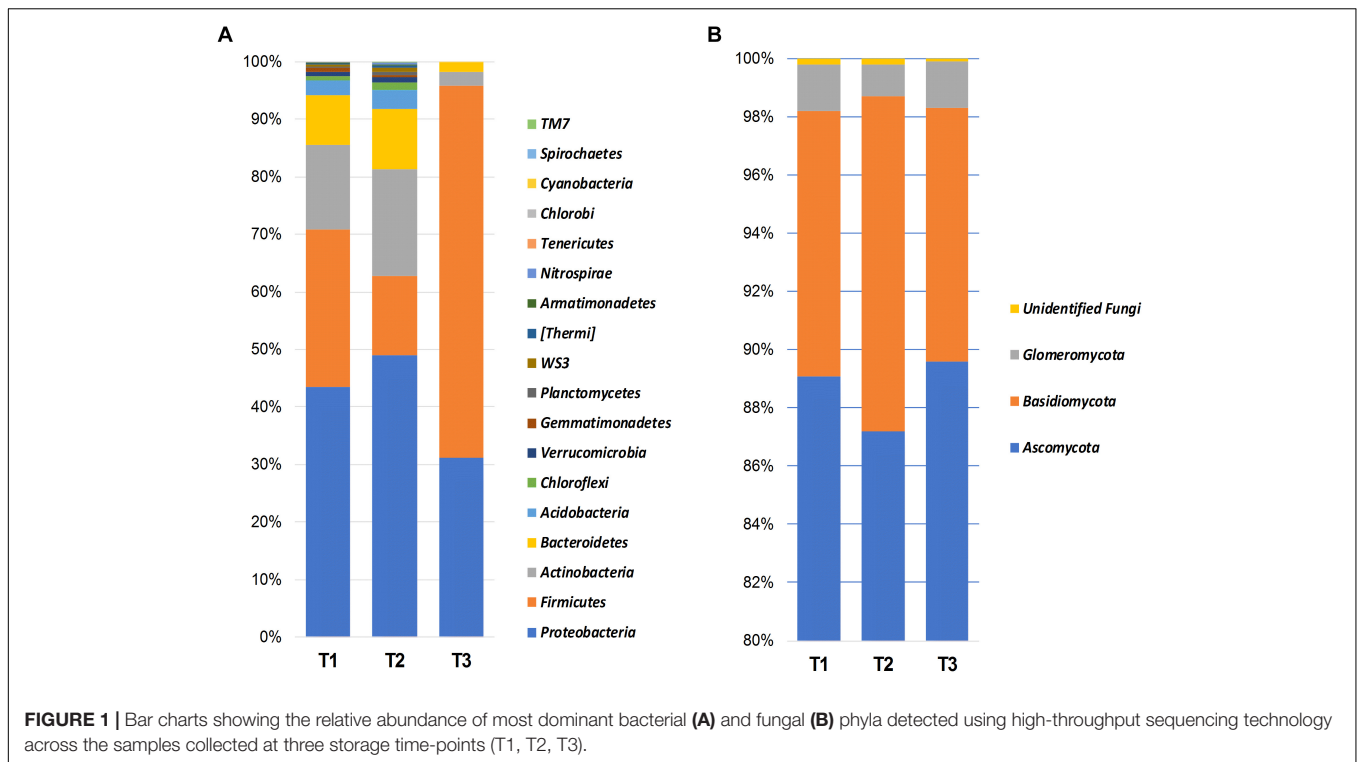 A
100%
90%
80%
70%
60%
50%
40%
30%
20%
10%
0%
T1 T2 T3
TM7
Spirochaetes
Cyanobacteria
Chlorobi
Tenericutes
Nitrospirae
Armatimonadetes
[Thermi]
WS3
Planctomycetes
Gemmatimonadetes
Verrucomicrobia
Chloroflexi
Acidobacteria
Bacteroidetes
Actinobacteria
Firmicutes
Proteobacteria
B
100%
98%
96%
94%
92%
90%
88%
86%
84%
82%
80%
T1 T2 T3
Unidentified Fungi
Glomeromycota
Basidiomycota
Ascomycota
FIGURE 1 | Bar charts showing the relative abundance of most dominant bacterial (A) and fungal (B) phyla detected using high-throughput sequencing technology
across the samples collected at three storage time-points (T1, T2, T3).